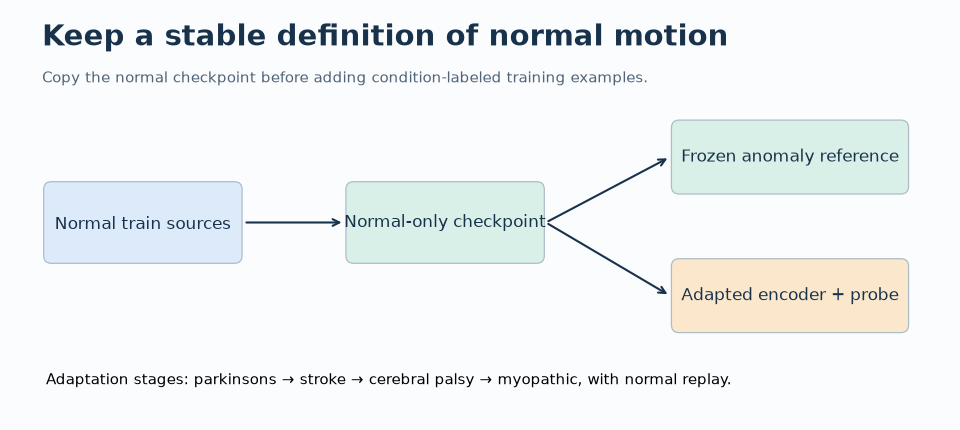 Keep a stable definition of normal motion
Copy the normal checkpoint before adding condition-labeled training examples.
Normal train sources
Normal-only checkpoint
Frozen anomaly reference
Adapted encoder + probe
Adaptation stages: parkinsons → stroke → cerebral palsy → myopathic, with normal replay.